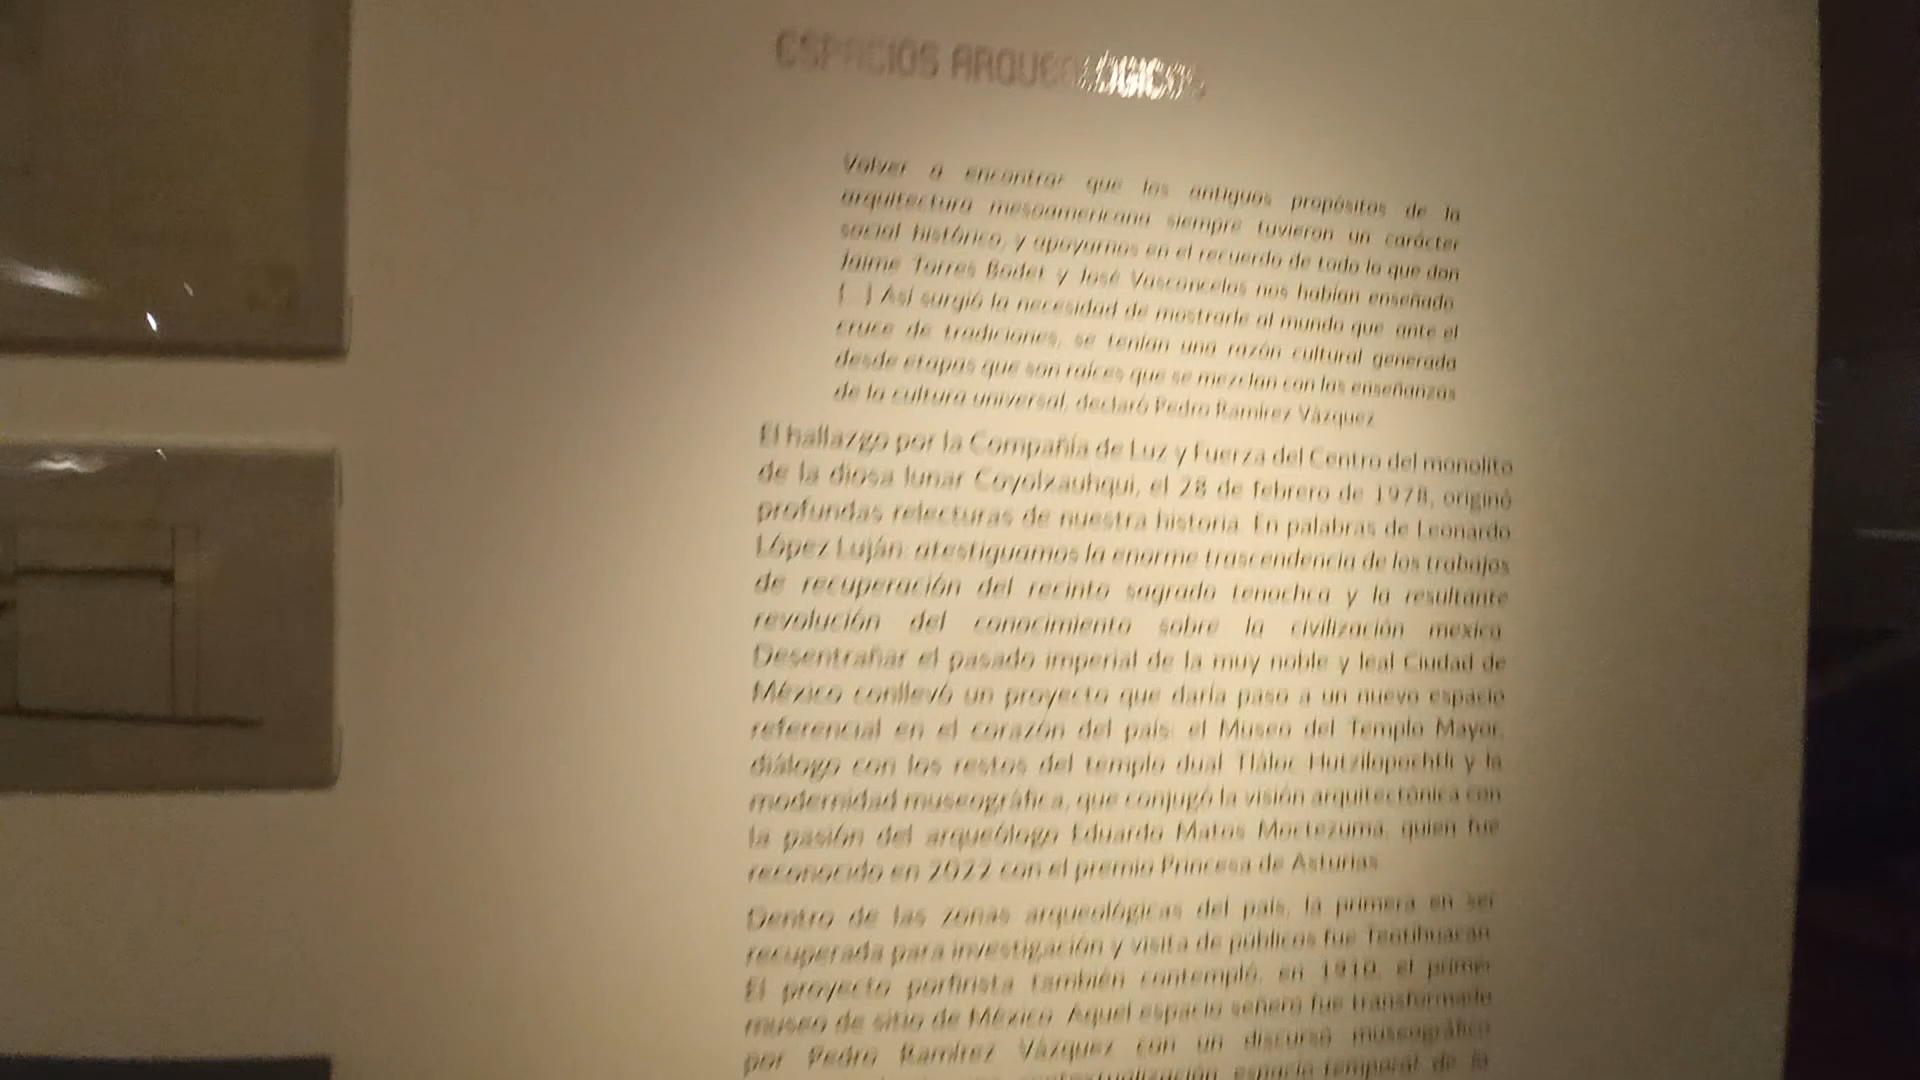 ESPACIOS ARQUEOLÓGICOS
Volver a encontrar que los antiguos propósitos de la
arquitectura mesoamericana siempre tuvieron un carácter
social histórico, y apoyarnos en el recuerdo de todo lo que don
Jaime Torres Bodet y José Vasconcelos nos habían enseñado.
[...] Así surgió la necesidad de mostrarle al mundo que ante el
cruce de tradiciones, se tenían una razón cultural generada
desde etapas que son raíces que se mezclan con las enseñanzas
de la cultura universal, declaró Pedro Ramírez Vázquez
El hallazgo por la Compañía de Luz y Fuerza del Centro del monolito
de la diosa lunar Coyolxauhqui, el 28 de febrero de 1978, originó
profundas relecturas de nuestra historia. En palabras de Leonardo
López Luján: atestiguamos la enorme trascendencia de los trabajos
de recuperación del recinto sagrado tenochca y la resultante
revolución del conocimiento sobre la civilización mexica.
Desentrañar el pasado imperial de la muy noble y leal Ciudad de
México conllevó un proyecto que daría paso a un nuevo espacio
referencial en el corazón del país: el Museo del Templo Mayor,
diálogo con los restos del templo dual Tláloc Hutzilopochtli y la
modernidad museográfica, que conjugó la visión arquitectónica con
la pasión del arqueólogo Eduardo Matos Moctezuma, quien fue
reconocido en 2022 con el premio Princesa de Asturias.
Dentro de las zonas arqueológicas del país, la primera en ser
recuperada para investigación y visita de públicos fue Teotihuacan.
El proyecto porfirista también contempló, en 1910, el primer
museo de sitio de México. Aquel espacio señero fue transformado
por Pedro Ramírez Vázquez con un discurso museográfico
contextualización espacio temporal de la